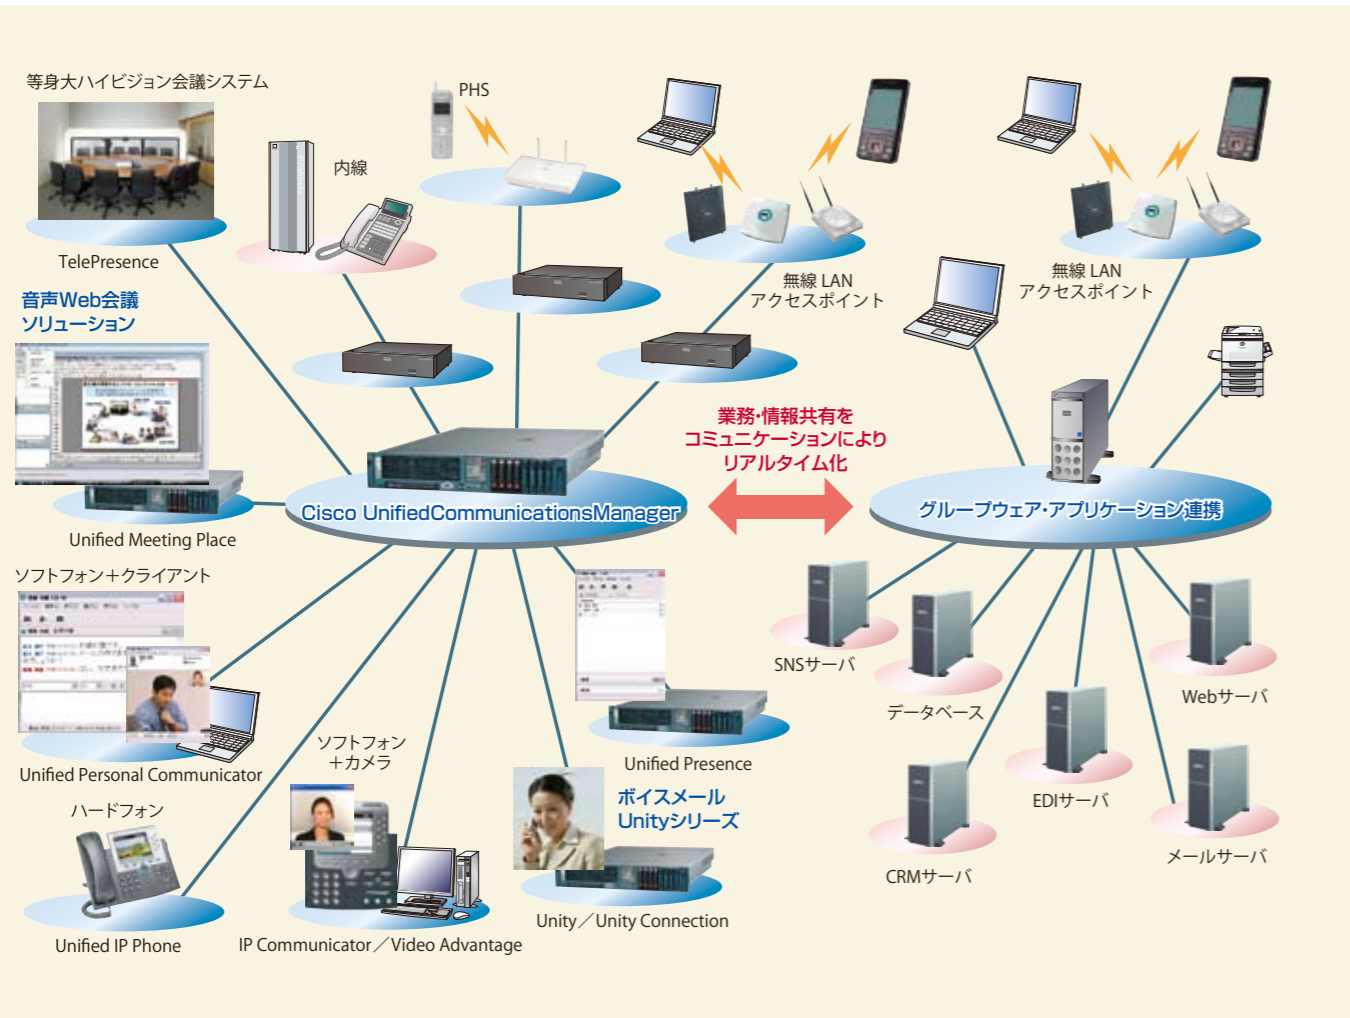 等身大ハイビジョン会議システム
TelePresence
内線
PHS
無線 LAN
アクセスポイント
無線 LAN
アクセスポイント
音声Web会議
ソリューション
Unified Meeting Place
Cisco UnifiedCommunicationsManager
業務・情報共有を
コミュニケーションにより
リアルタイム化
グループウェア・アプリケーション連携
ソフトフォン＋クライアント
Unified Personal Communicator
ハードフォン
Unified IP Phone
ソフトフォン
＋カメラ
IP Communicator／Video Advantage
Unified Presence
ボイスメール
Unityシリーズ
Unity／Unity Connection
SNSサーバ
データベース
Webサーバ
EDIサーバ
CRMサーバ
メールサーバ